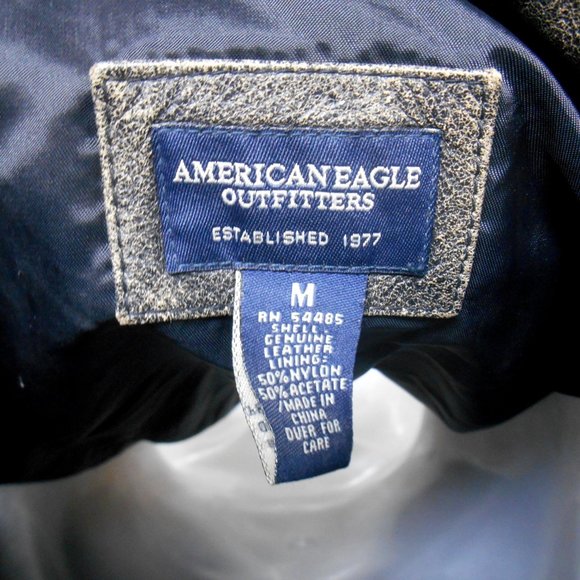 AMERICAN EAGLE
OUTFITTERS
ESTABLISHED 1977
M
RN 54485
SHELL:
GENUINE
LEATHER
LINING:
50% NYLON
50% ACETATE
/MADE IN
CHINA
OVER FOR
CARE